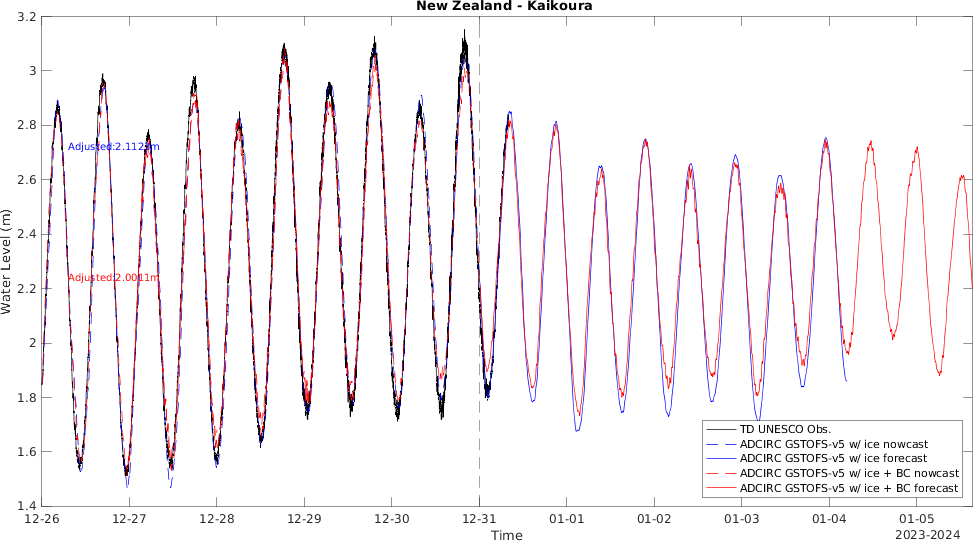 New Zealand - Kaikoura
3.2
3
2.8
2.6
2.4
2.2
2
1.8
1.6
1.4
Water Level (m)
Adjusted:2.1123m
Adjusted:2.0011m
TD UNESCO Obs.
ADCIRC GSTOFS-v5 w/ ice nowcast
ADCIRC GSTOFS-v5 w/ ice forecast
ADCIRC GSTOFS-v5 w/ ice + BC nowcast
ADCIRC GSTOFS-v5 w/ ice + BC forecast
12-26 12-27 12-28 12-29 12-30 12-31 01-01 01-02 01-03 01-04 01-05
Time
2023-2024